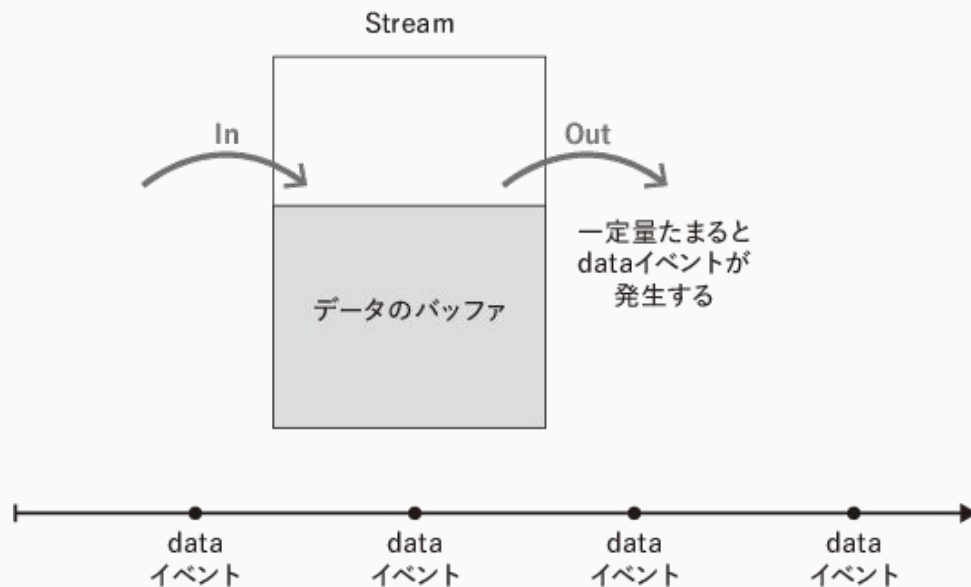 Stream
In
Out
一定量たまると
dataイベントが
発生する
データのバッファ
data
イベント
data
イベント
data
イベント
data
イベント